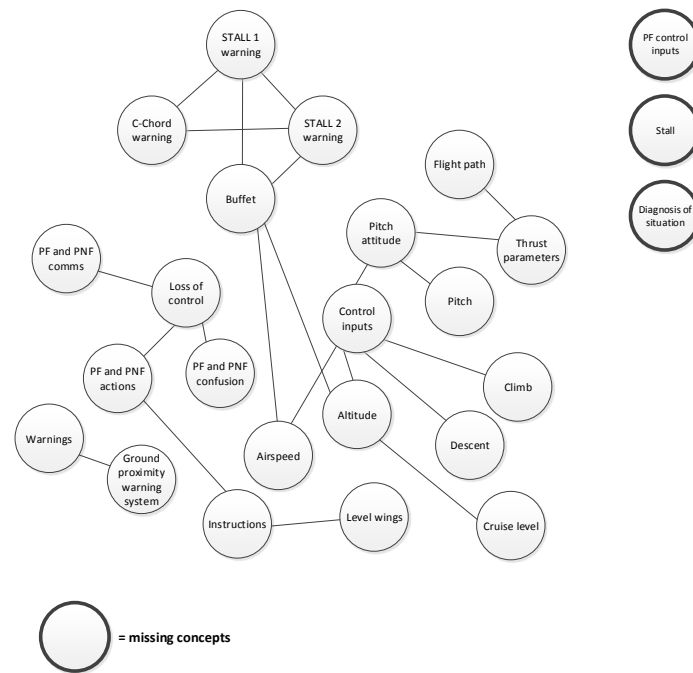 STALL 1
warning
PF control
inputs
C-Chord
warning
STALL 2
warning
Stall
Flight path
Buffet
Diagnosis of
situation
Pitch
attitude
Thrust
parameters
PF and PNF
comms
Loss of
control
Pitch
Control
inputs
PF and PNF
actions
PF and PNF
confusion
Climb
Altitude
Warnings
Descent
Airspeed
Ground
proximity
warning
system
Instructions
Level wings
Cruise level
= missing concepts